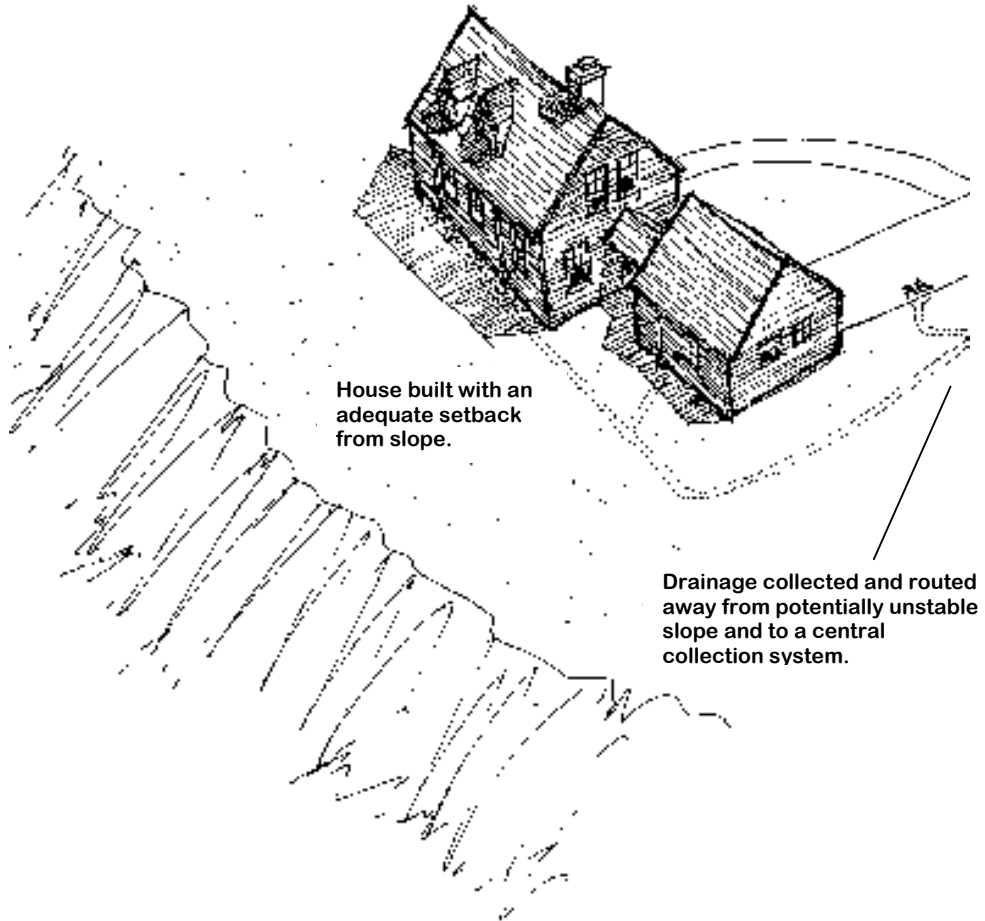 House built with an
adequate setback
from slope.
Drainage collected and routed
away from potentially unstable
slope and to a central
collection system.